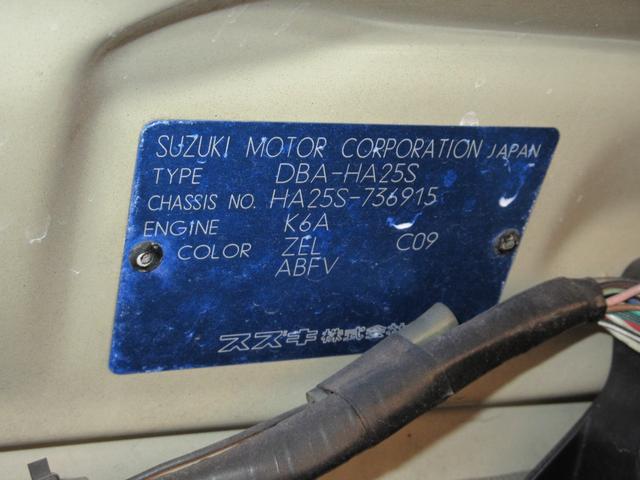 SUZUKI MOTOR CORPORATION JAPAN
TYPE DBA-HA25S
CHASSIS NO. HA25S-736915
ENGINE K6A
COLOR ZEL C09
ABFV
スズキ株式会社